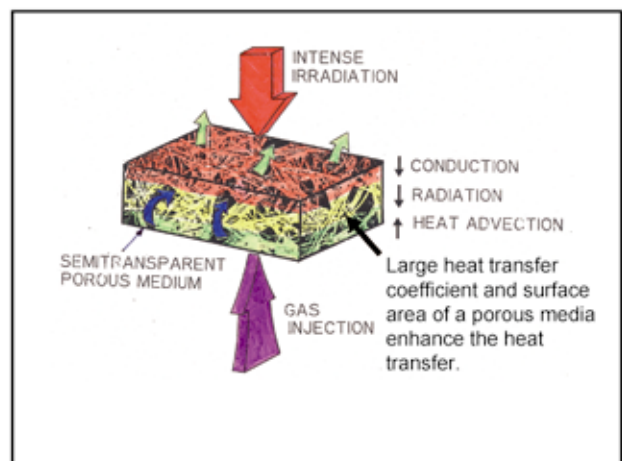 INTENSE
IRRADIATION
CONDUCTION
RADIATION
HEAT ADVECTION
SEMITRANSPARENT
POROUS MEDIUM
GAS
INJECTION
Large heat transfer
coefficient and surface
area of a porous media
enhance the heat
transfer.